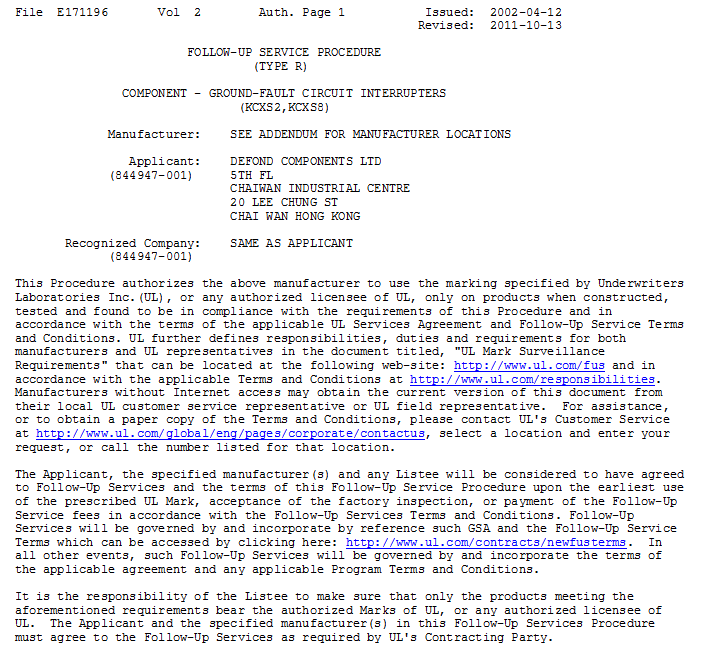 File E171196 Vol 2 Auth. Page 1 Issued: 2002-04-12
Revised: 2011-10-13
FOLLOW-UP SERVICE PROCEDURE
(TYPE R)
COMPONENT - GROUND-FAULT CIRCUIT INTERRUPTERS
(KCXS2,KCXS8)
Manufacturer: SEE ADDENDUM FOR MANUFACTURER LOCATIONS
Applicant: DEFOND COMPONENTS LTD
(844947-001) 5TH FL
CHAIWAN INDUSTRIAL CENTRE
20 LEE CHUNG ST
CHAI WAN HONG KONG
Recognized Company: SAME AS APPLICANT
(844947-001)
This Procedure authorizes the above manufacturer to use the marking specified by Underwriters
Laboratories Inc.(UL), or any authorized licensee of UL, only on products when constructed,
tested and found to be in compliance with the requirements of this Procedure and in
accordance with the terms of the applicable UL Services Agreement and Follow-Up Service Terms
and Conditions. UL further defines responsibilities, duties and requirements for both
manufacturers and UL representatives in the document titled, "UL Mark Surveillance
Requirements" that can be located at the following web-site: http://www.ul.com/fus and in
accordance with the applicable Terms and Conditions at http://www.ul.com/responsibilities.
Manufacturers without Internet access may obtain the current version of this document from
their local UL customer service representative or UL field representative. For assistance,
or to obtain a paper copy of the Terms and Conditions, please contact UL's Customer Service
at http://www.ul.com/global/eng/pages/corporate/contactus, select a location and enter your
request, or call the number listed for that location.
The Applicant, the specified manufacturer(s) and any Listee will be considered to have agreed
to Follow-Up Services and the terms of this Follow-Up Service Procedure upon the earliest use
of the prescribed UL Mark, acceptance of the factory inspection, or payment of the Follow-Up
Service fees in accordance with the Follow-Up Services Terms and Conditions. Follow-Up
Services will be governed by and incorporate by reference such GSA and the Follow-Up Service
Terms which can be accessed by clicking here: http://www.ul.com/contracts/newfusterms. In
all other events, such Follow-Up Services will be governed by and incorporate the terms of
the applicable agreement and any applicable Program Terms and Conditions.
It is the responsibility of the Listee to make sure that only the products meeting the
aforementioned requirements bear the authorized Marks of UL, or any authorized licensee of
UL. The Applicant and the specified manufacturer(s) in this Follow-Up Services Procedure
must agree to the Follow-Up Services as required by UL's Contracting Party.